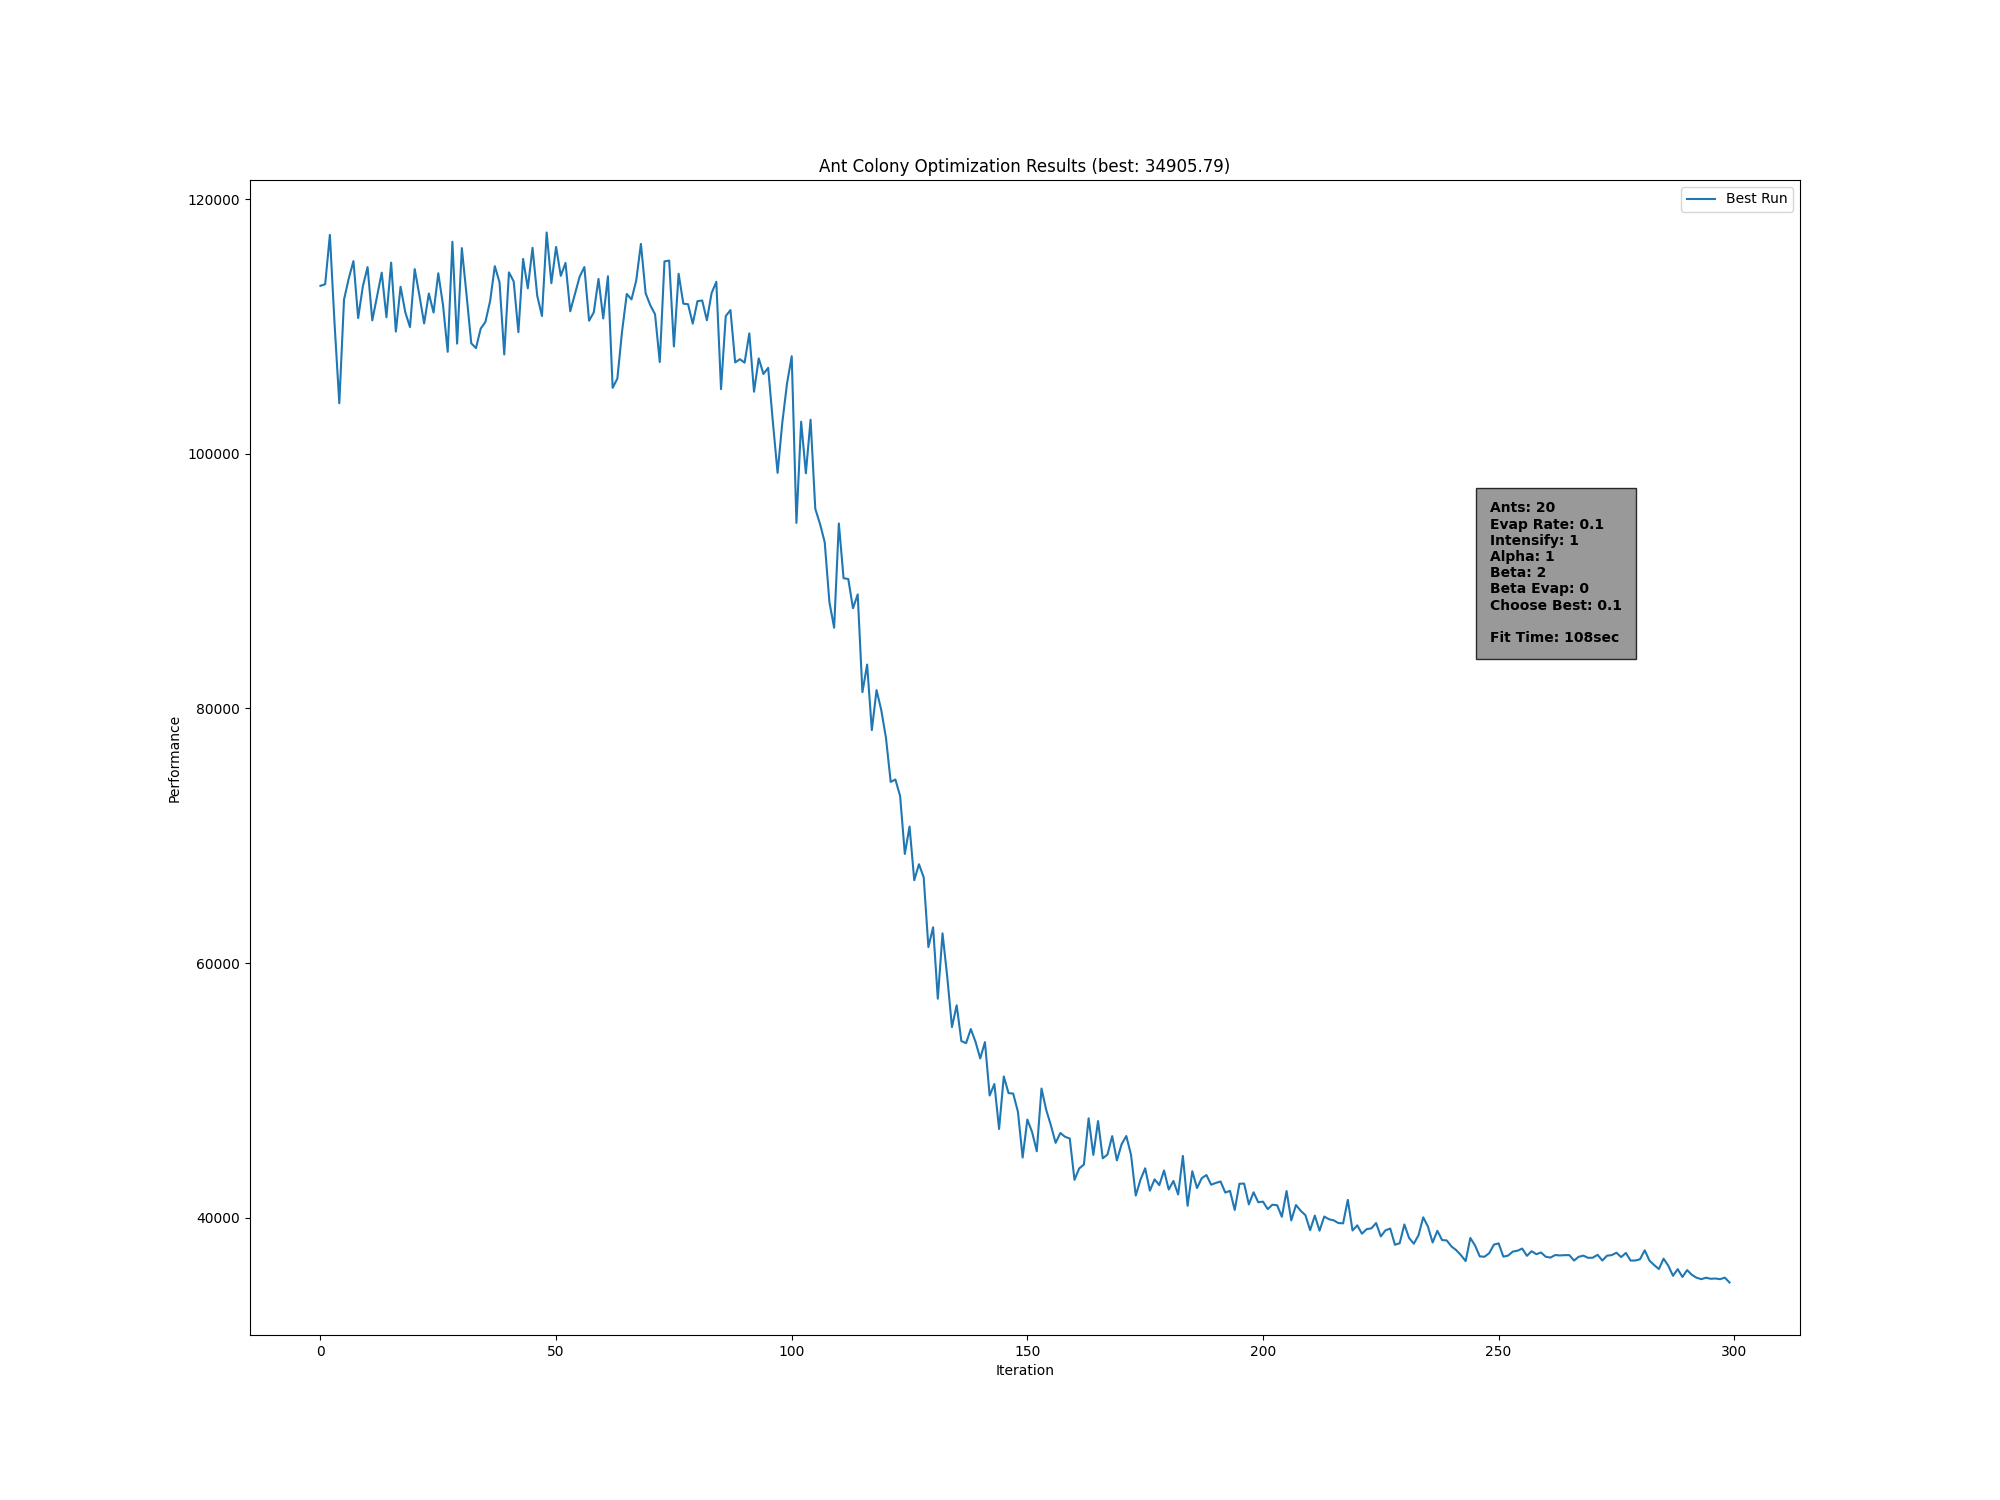 Ant Colony Optimization Results (best: 34905.79)
Best Run
120000
100000
80000
60000
40000
Performance
Ants: 20
Evap Rate: 0.1
Intensify: 1
Alpha: 1
Beta: 2
Beta Evap: 0
Choose Best: 0.1
Fit Time: 108sec
0 50 100 150 200 250 300
Iteration